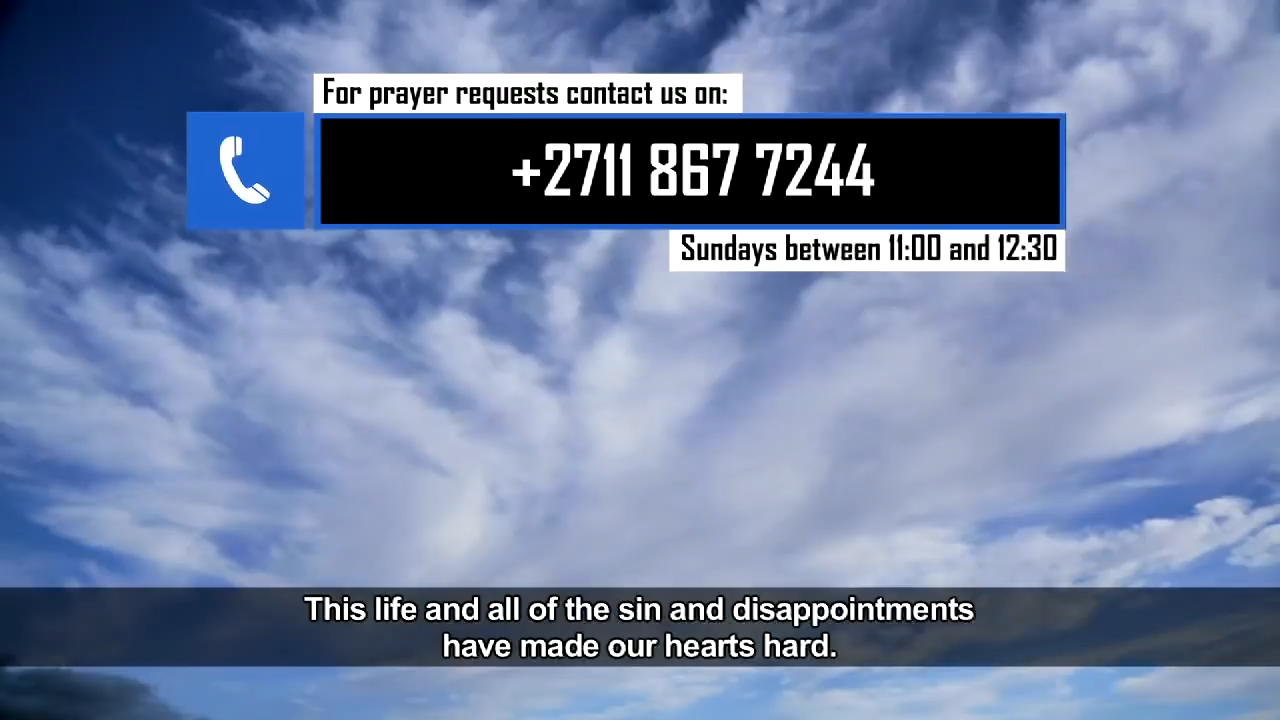 For prayer requests contact us on:
+2711 867 7244
Sundays between 11:00 and 12:30
This life and all of the sin and disappointments
have made our hearts hard.